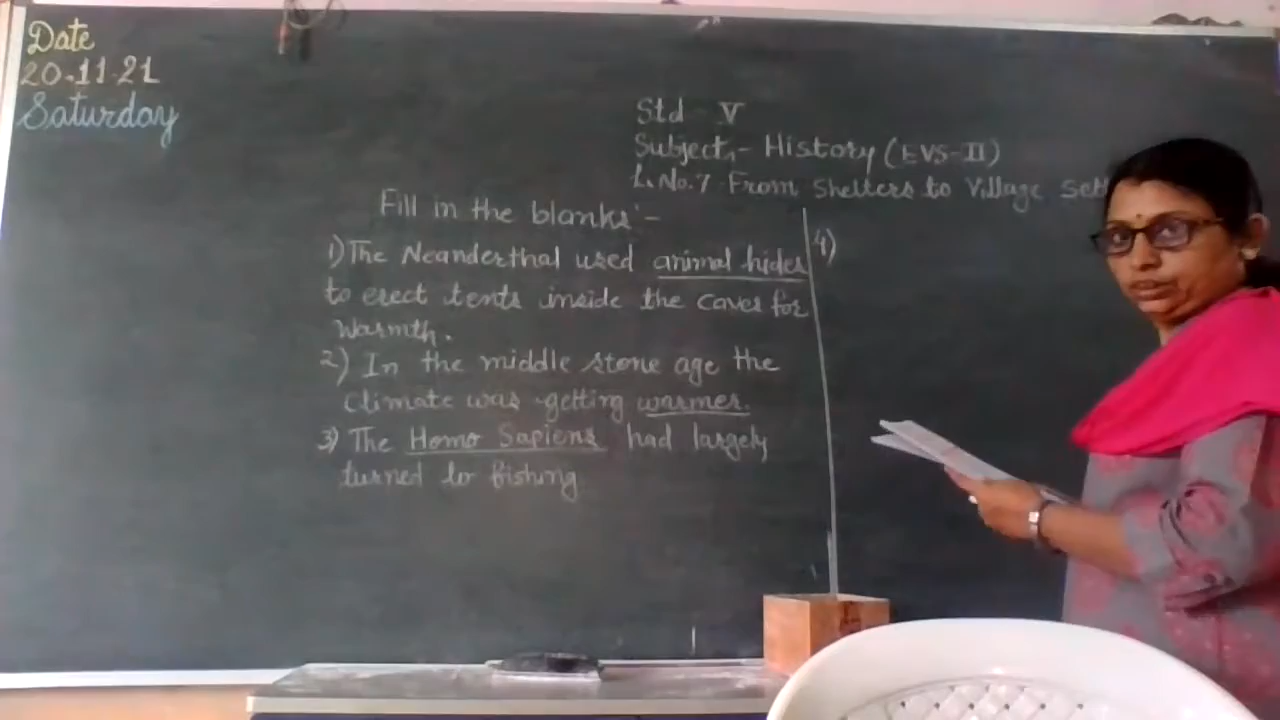 Date
20.11.21
Saturday
Std - V
Subject:- History (EVS-II)
L.No.7 From Shelters to Village
Fill in the blanks:-
1) The Neanderthal used animal hides
to erect tents inside the caves for
warmth.
2) In the middle stone age the
climate was getting warmer.
3) The Homo Sapiens had largely
turned to fishing
4)